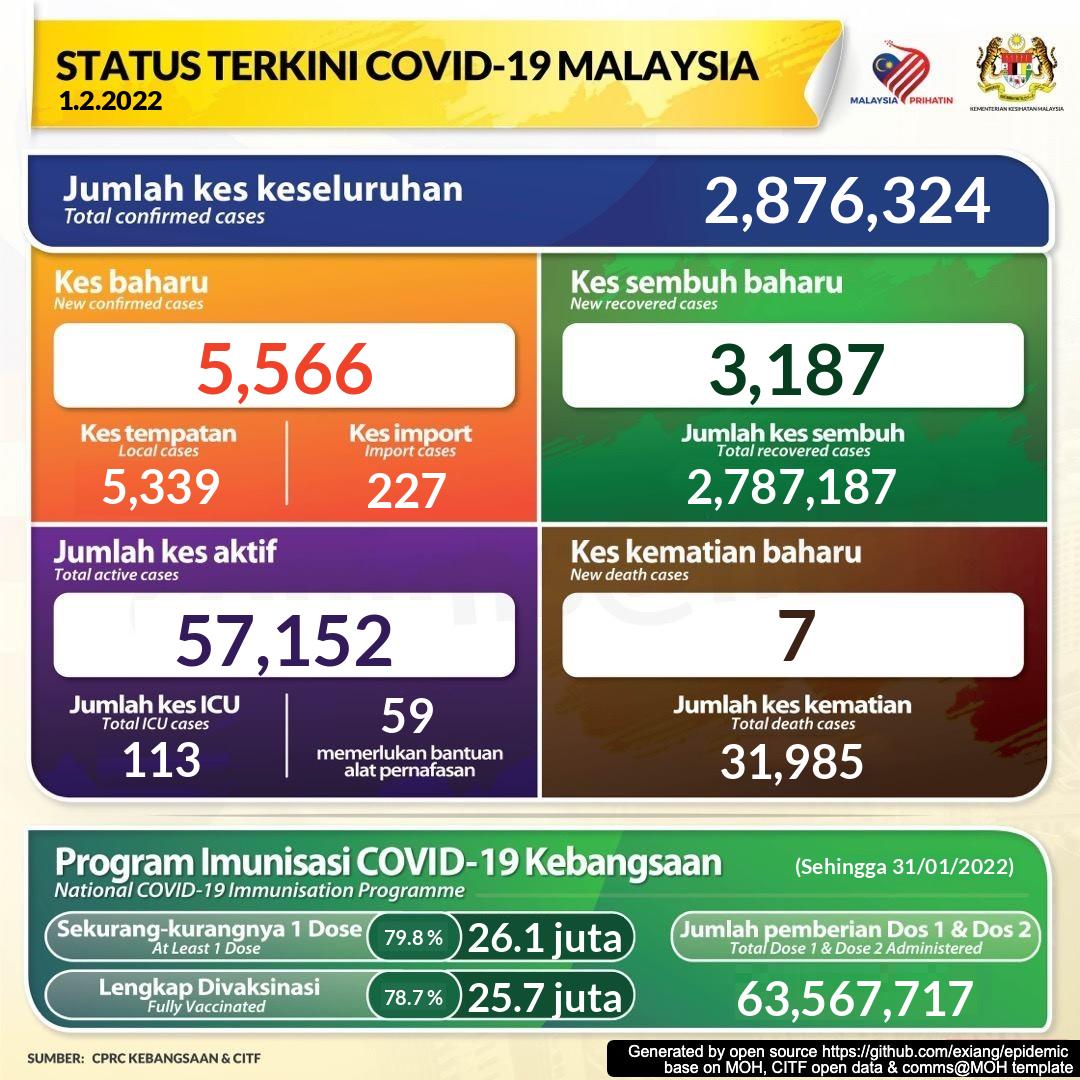 STATUS TERKINI COVID-19 MALAYSIA
1.2.2022
MALAYSIA PRIHATIN
KEMENTERIAN KESIHATAN MALAYSIA
Jumlah kes keseluruhan
Total confirmed cases
2,876,324
Kes baharu
New confirmed cases
5,566
Kes tempatan
Local cases
5,339
Kes import
Import cases
227
Kes sembuh baharu
New recovered cases
3,187
Jumlah kes sembuh
Total recovered cases
2,787,187
Jumlah kes aktif
Total active cases
57,152
Jumlah kes ICU
Total ICU cases
113
59
memerlukan bantuan
alat pernafasan
Kes kematian baharu
New death cases
7
Jumlah kes kematian
Total death cases
31,985
Program Imunisasi COVID-19 Kebangsaan
National COVID-19 Immunisation Programme
(Sehingga 31/01/2022)
Sekurang-kurangnya 1 Dose
At Least 1 Dose
79.8 %
26.1 juta
Lengkap Divaksinasi
Fully Vaccinated
78.7 %
25.7 juta
Jumlah pemberian Dos 1 & Dos 2
Total Dose 1 & Dose 2 Administered
63,567,717
SUMBER: CPRC KEBANGSAAN & CITF
Generated by open source https://github.com/exiang/epidemic
base on MOH, CITF open data & comms@MOH template